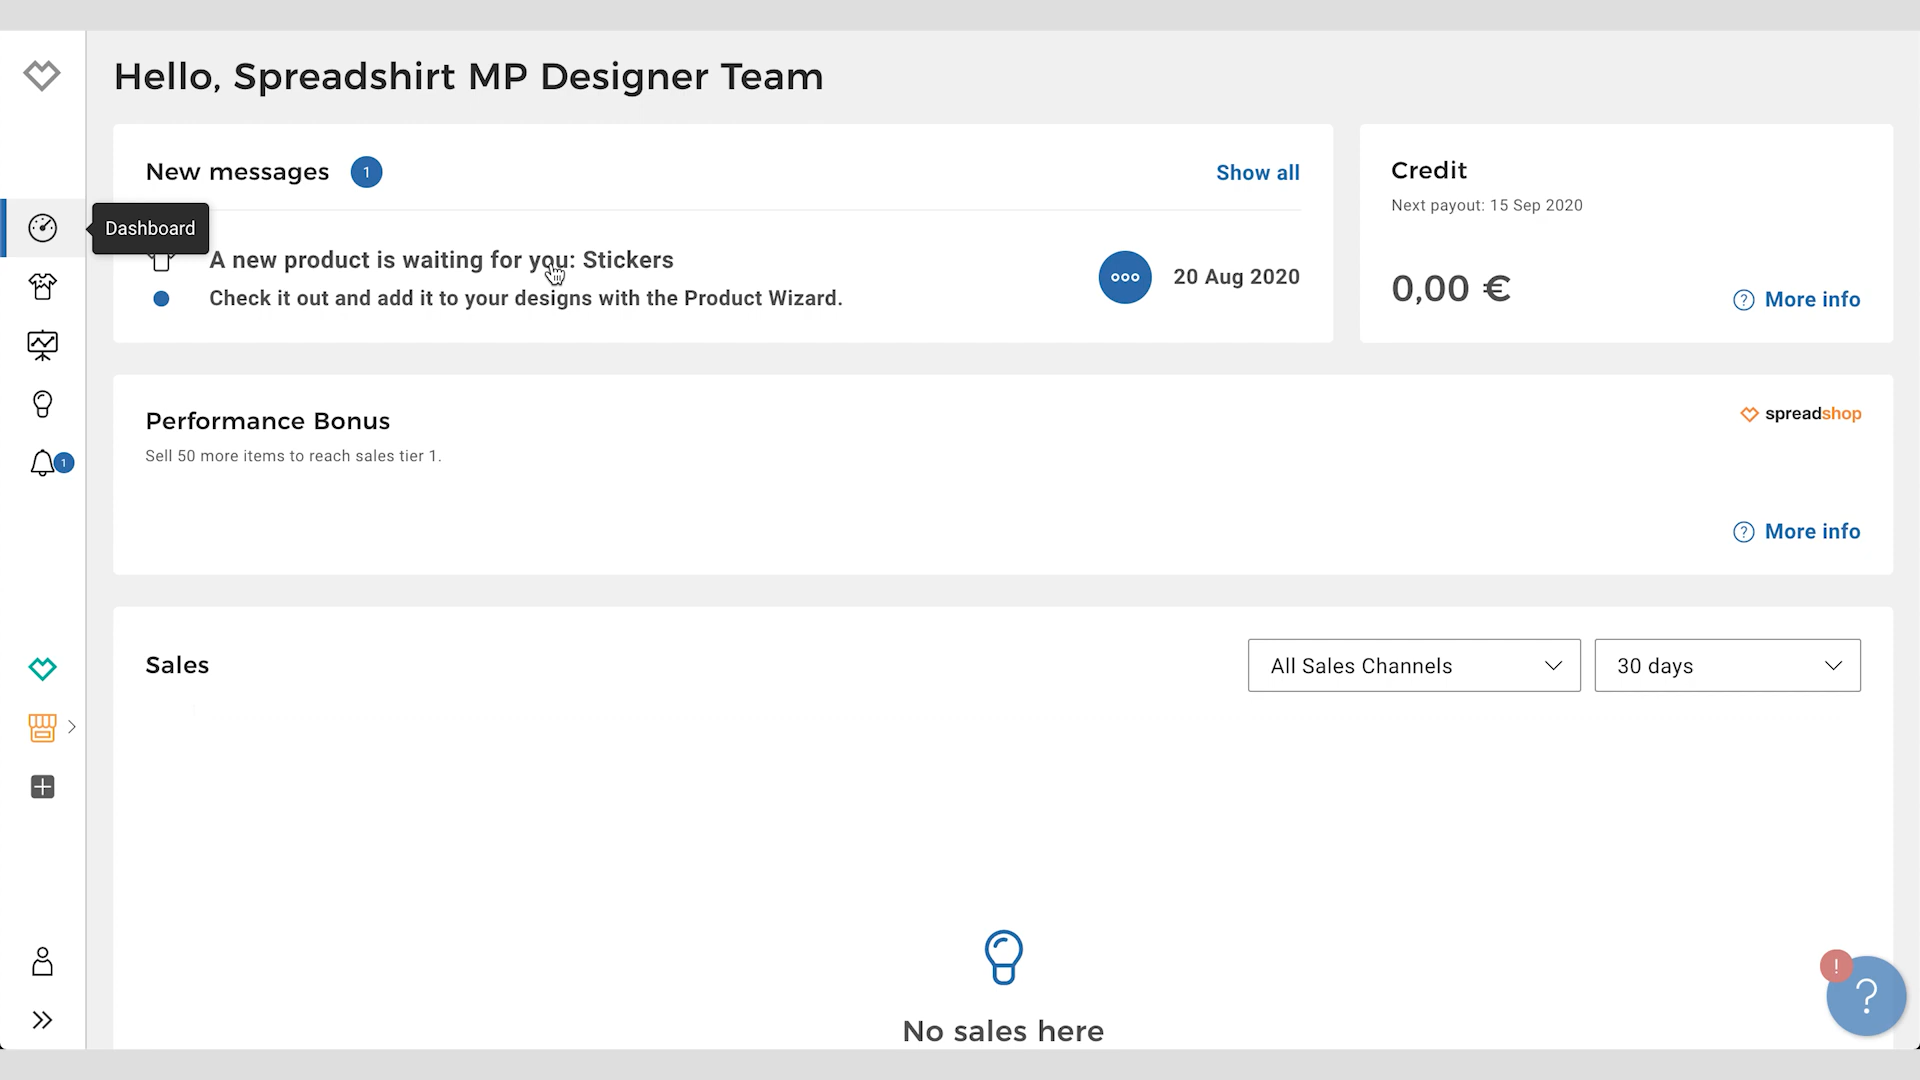 Hello, Spreadshirt MP Designer Team
New messages 1
Show all
Dashboard
A new product is waiting for you: Stickers
Check it out and add it to your designs with the Product Wizard.
20 Aug 2020
Credit
Next payout: 15 Sep 2020
0,00 €
? More info
1
Performance Bonus
Sell 50 more items to reach sales tier 1.
spreadshop
? More info
Sales
All Sales Channels
30 days
No sales here
!
?